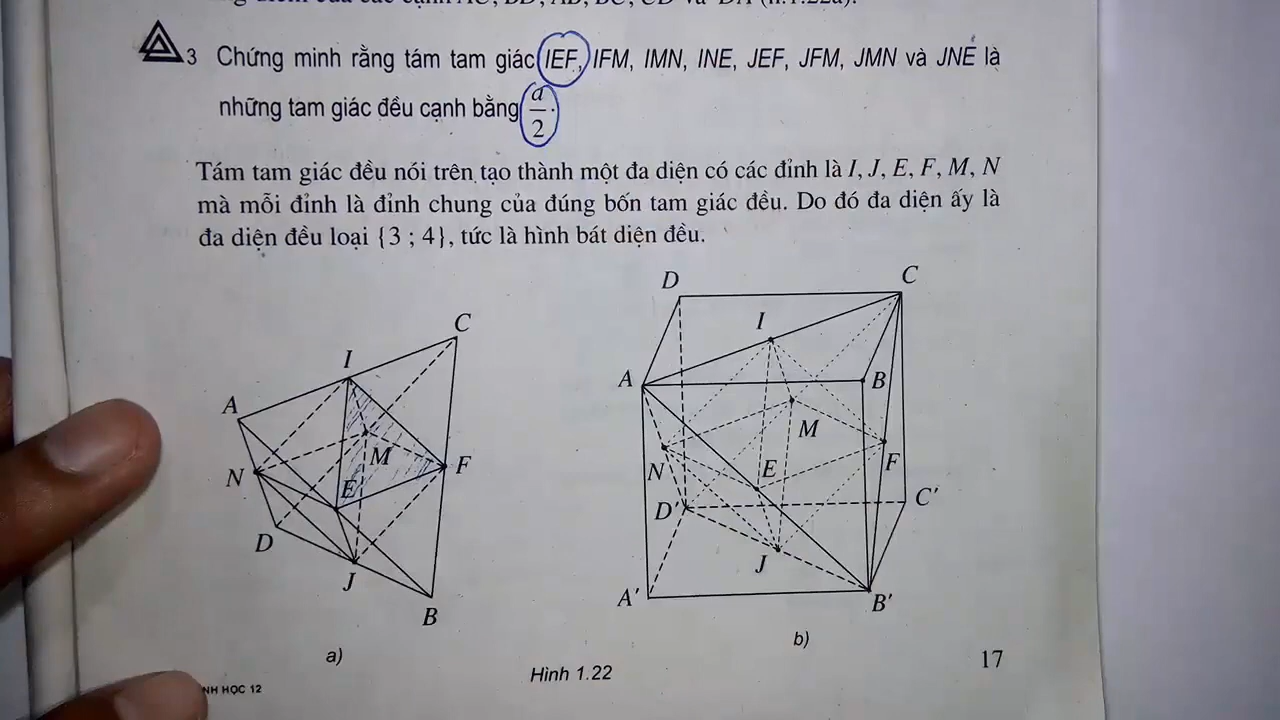 3 Chứng minh rằng tám tam giác IEF, IFM, IMN, INE, JEF, JFM, JMN và JNE là
những tam giác đều cạnh bằng a/2.
Tám tam giác đều nói trên tạo thành một đa diện có các đỉnh là I, J, E, F, M, N
mà mỗi đỉnh là đỉnh chung của đúng bốn tam giác đều. Do đó đa diện ấy là
đa diện đều loại {3 ; 4}, tức là hình bát diện đều.
C
I
A
M
F
N
E
D
J
B
a)
D
C
I
A
B
M
N
E
F
D'
C'
J
A'
B'
b)
Hình 1.22
17
NH HỌC 12